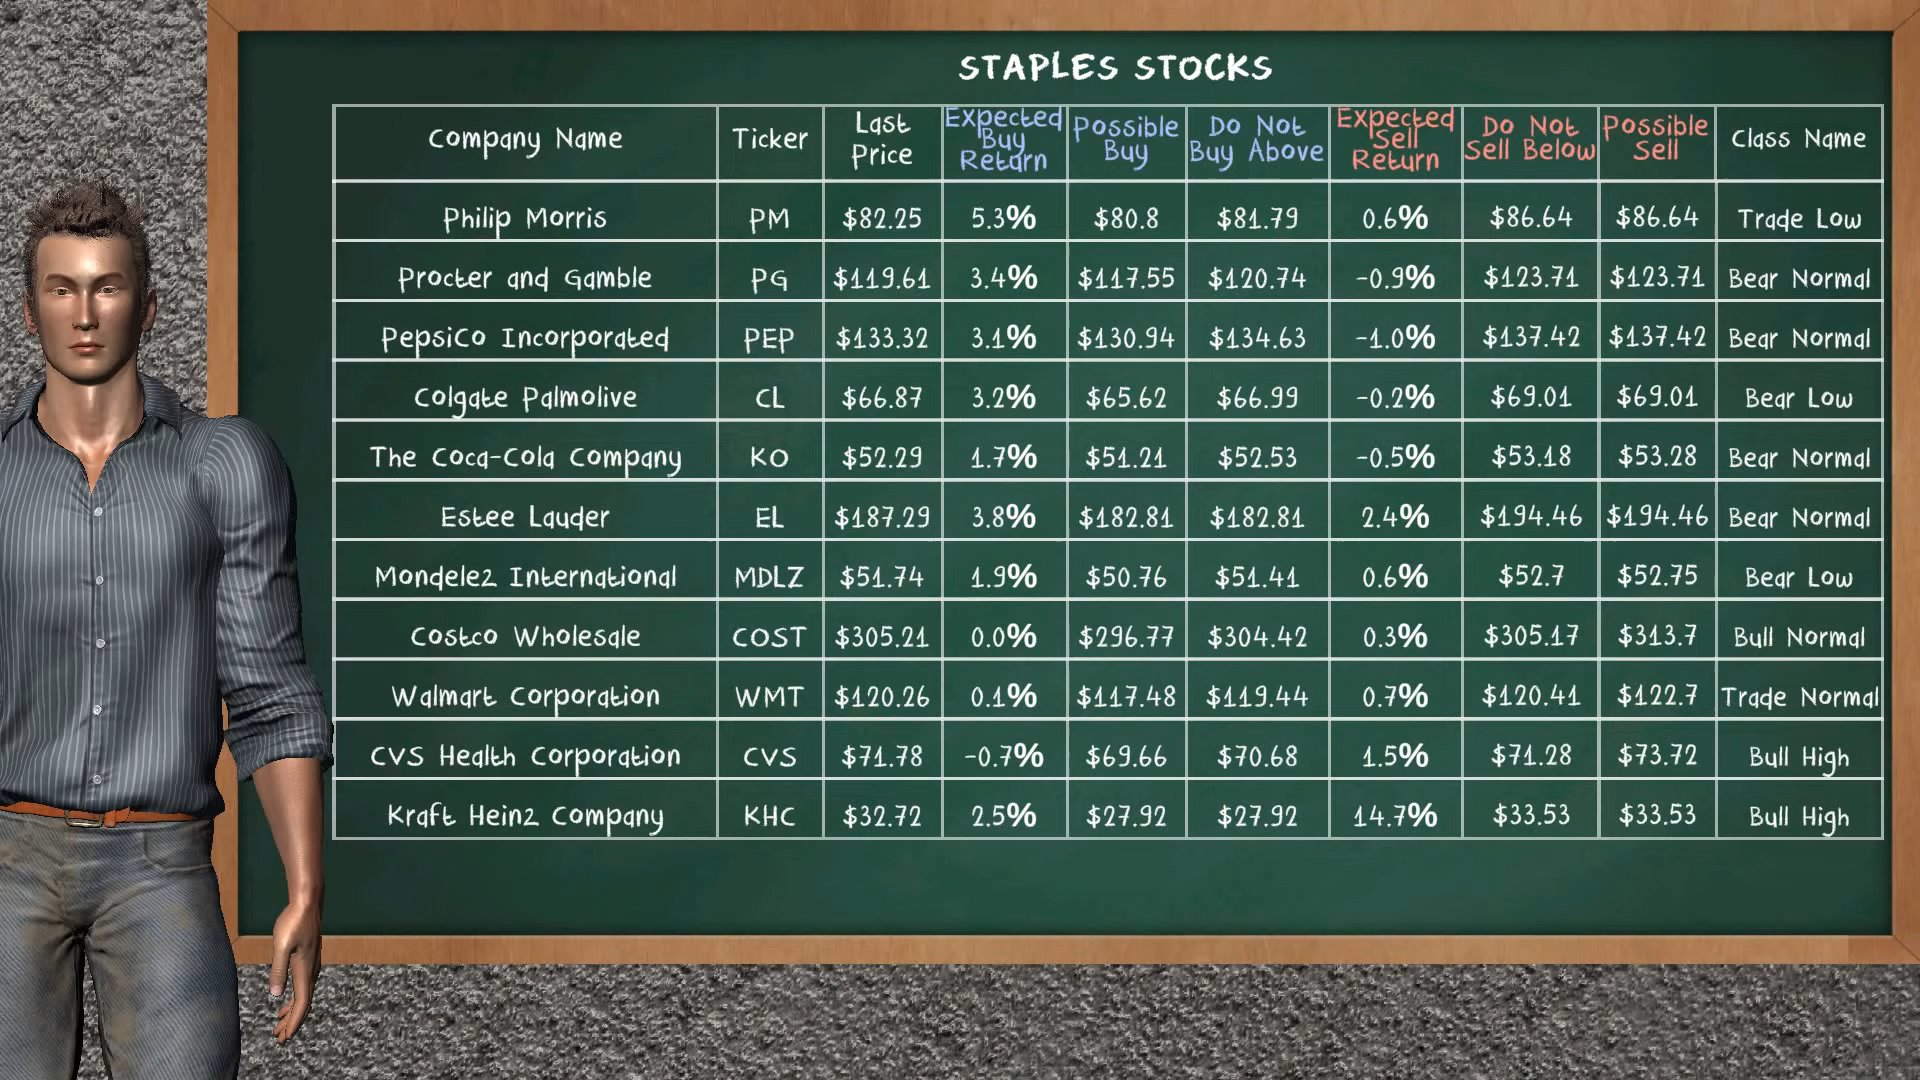 STAPLES STOCKS
Company Name Ticker Last Price Expected Buy Return Possible Buy Do Not Buy Above Expected Sell Return Do Not Sell Below Possible Sell Class Name
Philip Morris PM $82.25 5.3% $80.8 $81.79 0.6% $86.64 $86.64 Trade Low
Procter and Gamble PG $119.61 3.4% $117.55 $120.74 -0.9% $123.71 $123.71 Bear Normal
PepsiCo Incorporated PEP $133.32 3.1% $130.94 $134.63 -1.0% $137.42 $137.42 Bear Normal
Colgate Palmolive CL $66.87 3.2% $65.62 $66.99 -0.2% $69.01 $69.01 Bear Low
The Coca-Cola Company KO $52.29 1.7% $51.21 $52.53 -0.5% $53.18 $53.28 Bear Normal
Estee Lauder EL $187.29 3.8% $182.81 $182.81 2.4% $194.46 $194.46 Bear Normal
Mondelez International MDLZ $51.74 1.9% $50.76 $51.41 0.6% $52.7 $52.75 Bear Low
Costco Wholesale COST $305.21 0.0% $296.77 $304.42 0.3% $305.17 $313.7 Bull Normal
Walmart Corporation WMT $120.26 0.1% $117.48 $119.44 0.7% $120.41 $122.7 Trade Normal
CVS Health Corporation CVS $71.78 -0.7% $69.66 $70.68 1.5% $71.28 $73.72 Bull High
Kraft Heinz Company KHC $32.72 2.5% $27.92 $27.92 14.7% $33.53 $33.53 Bull High